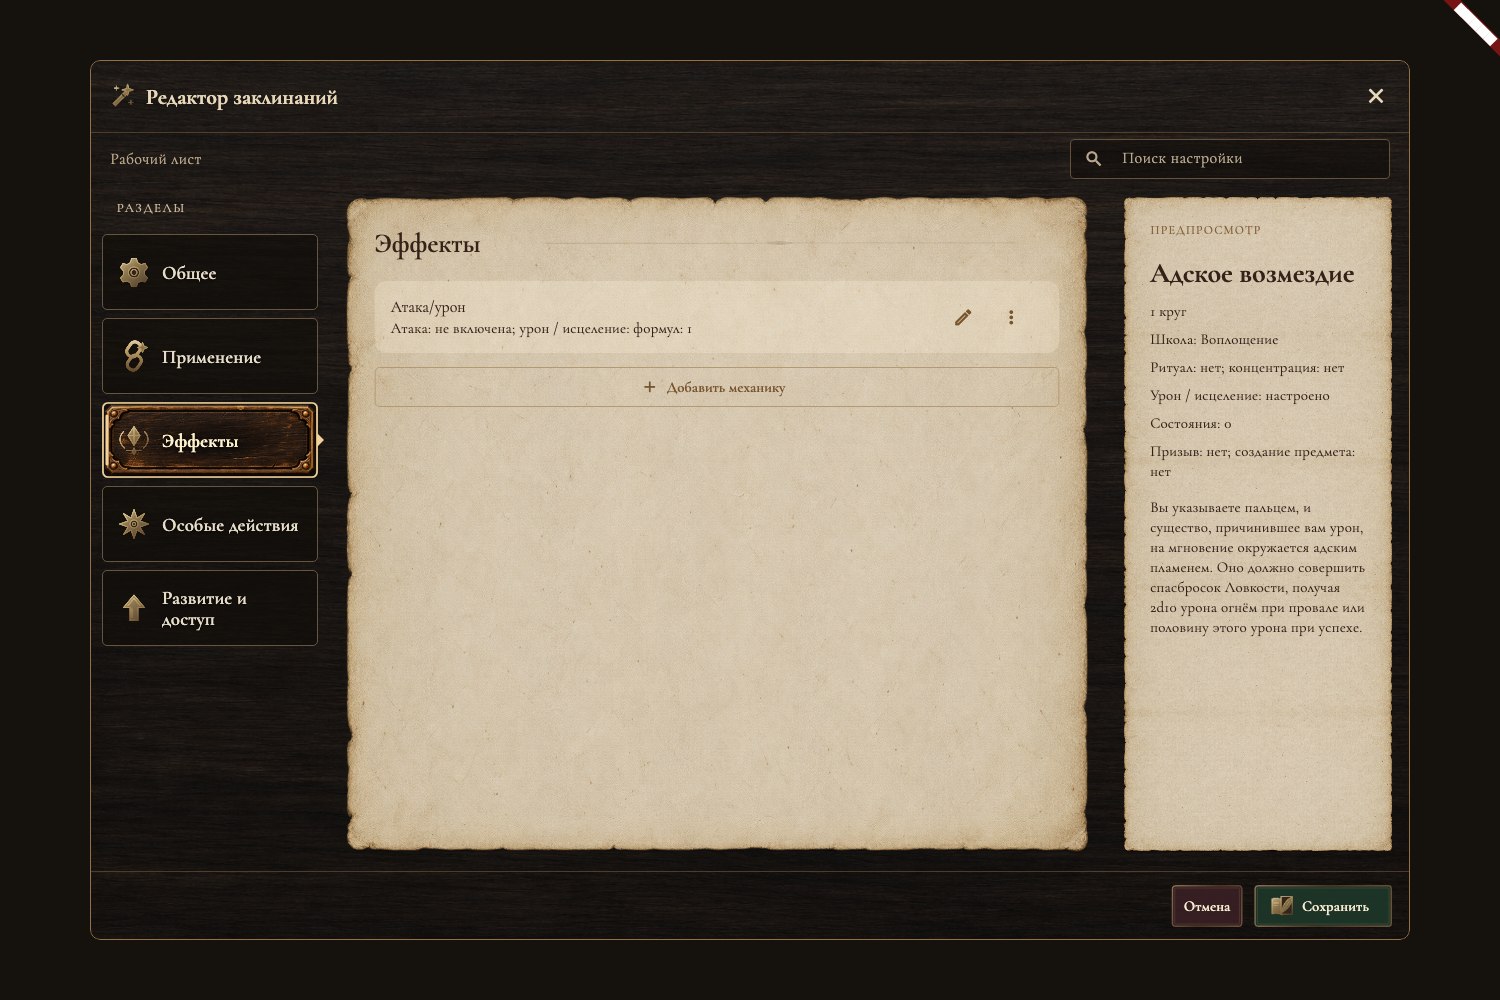 Редактор заклинаний
Рабочий лист
Поиск настройки
РАЗДЕЛЫ
Общее
Применение
Эффекты
Особые действия
Развитие и
доступ
Эффекты
Атака/урон
Атака: не включена; урон / исцеление: формул: 1
+ Добавить механику
ПРЕДПРОСМОТР
Адское возмездие
1 круг
Школа: Воплощение
Ритуал: нет; концентрация: нет
Урон / исцеление: настроено
Состояния: 0
Призыв: нет; создание предмета:
нет
Вы указываете пальцем, и
существо, причинившее вам урон,
на мгновение окружается адским
пламенем. Оно должно совершить
спасбросок Ловкости, получая
2d10 урона огнём при провале или
половину этого урона при успехе.
Отмена
Сохранить